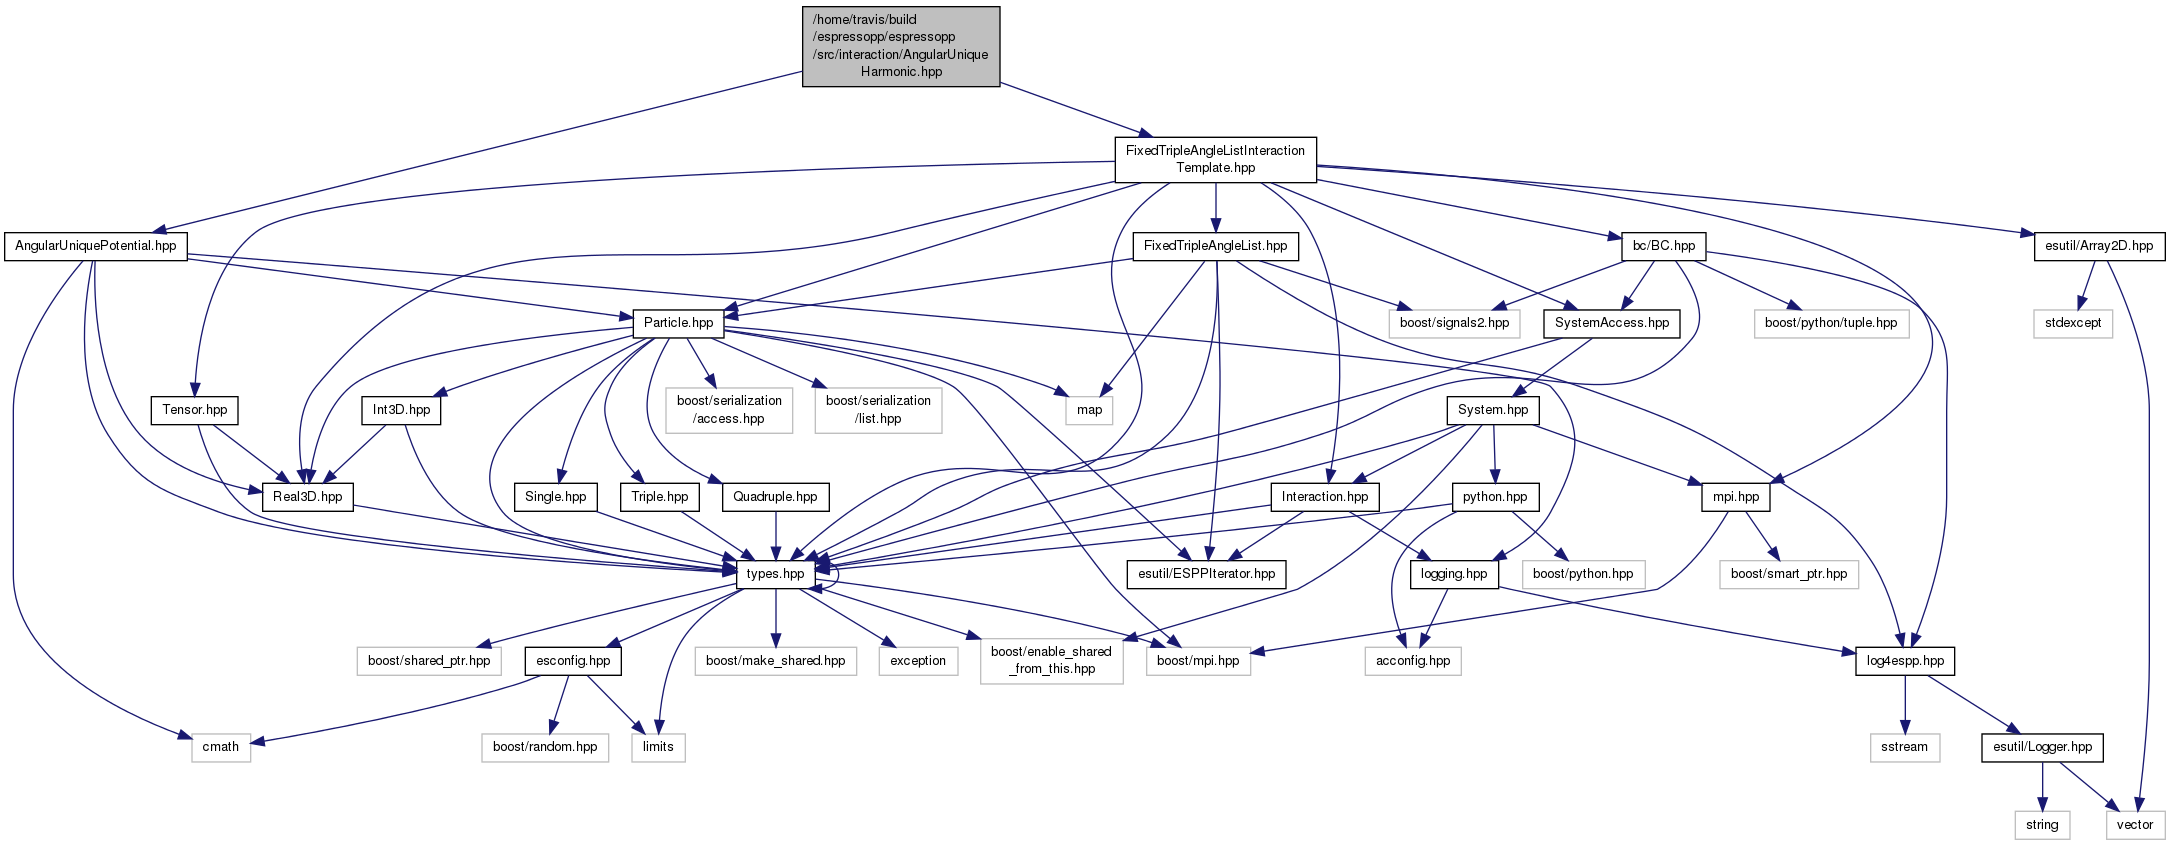 /home/travis/build
/espressopp/espressopp
/src/interaction/AngularUnique
Harmonic.hpp
FixedTripleAngleListInteraction
Template.hpp
AngularUniquePotential.hpp
FixedTripleAngleList.hpp
bc/BC.hpp
esutil/Array2D.hpp
Particle.hpp
boost/signals2.hpp
SystemAccess.hpp
boost/python/tuple.hpp
stdexcept
Tensor.hpp
Int3D.hpp
boost/serialization
/access.hpp
boost/serialization
/list.hpp
map
System.hpp
Real3D.hpp
Single.hpp
Triple.hpp
Quadruple.hpp
Interaction.hpp
python.hpp
mpi.hpp
types.hpp
esutil/ESPPIterator.hpp
logging.hpp
boost/python.hpp
boost/smart_ptr.hpp
boost/shared_ptr.hpp
esconfig.hpp
boost/make_shared.hpp
exception
boost/enable_shared
_from_this.hpp
boost/mpi.hpp
acconfig.hpp
log4espp.hpp
cmath
boost/random.hpp
limits
sstream
esutil/Logger.hpp
string
vector